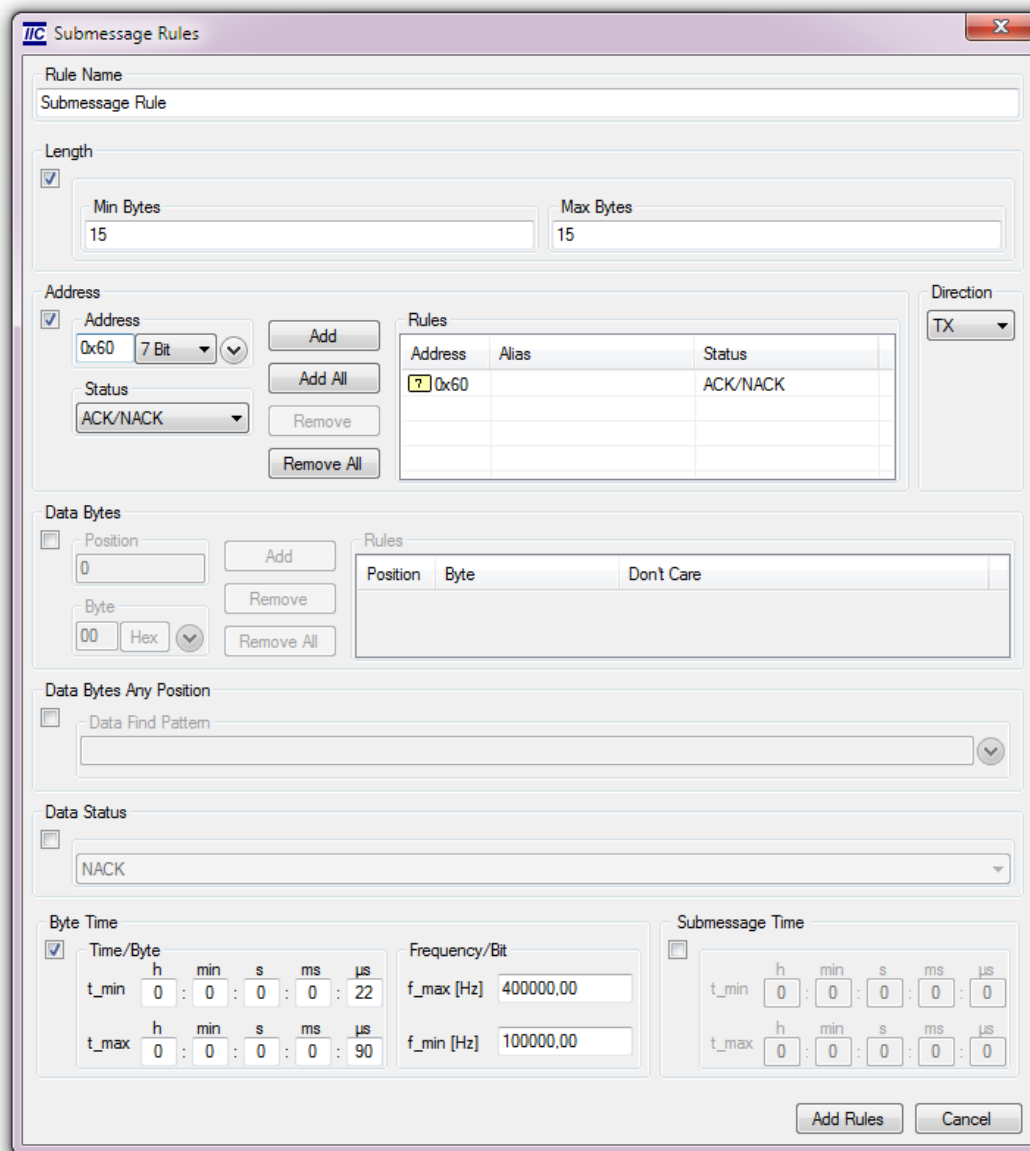 IIC Submessage Rules
Rule Name
Submessage Rule
Length
Min Bytes Max Bytes
15 15
Address Direction
Address Rules TX
0x60 7 Bit Add Address Alias Status
Add All ? 0x60 ACK/NACK
Status
ACK/NACK Remove
Remove All
Data Bytes
Position Add Rules
0 Position Byte Don't Care
Byte Remove
00 Hex Remove All
Data Bytes Any Position
Data Find Pattern
Data Status
NACK
Byte Time Submessage Time
Time/Byte Frequency/Bit
h min s ms µs h min s ms µs
t_min 0 : 0 : 0 : 0 : 22 f_max [Hz] 400000,00 t_min 0 : 0 : 0 : 0 : 0
h min s ms µs h min s ms µs
t_max 0 : 0 : 0 : 0 : 90 f_min [Hz] 100000,00 t_max 0 : 0 : 0 : 0 : 0
Add Rules Cancel